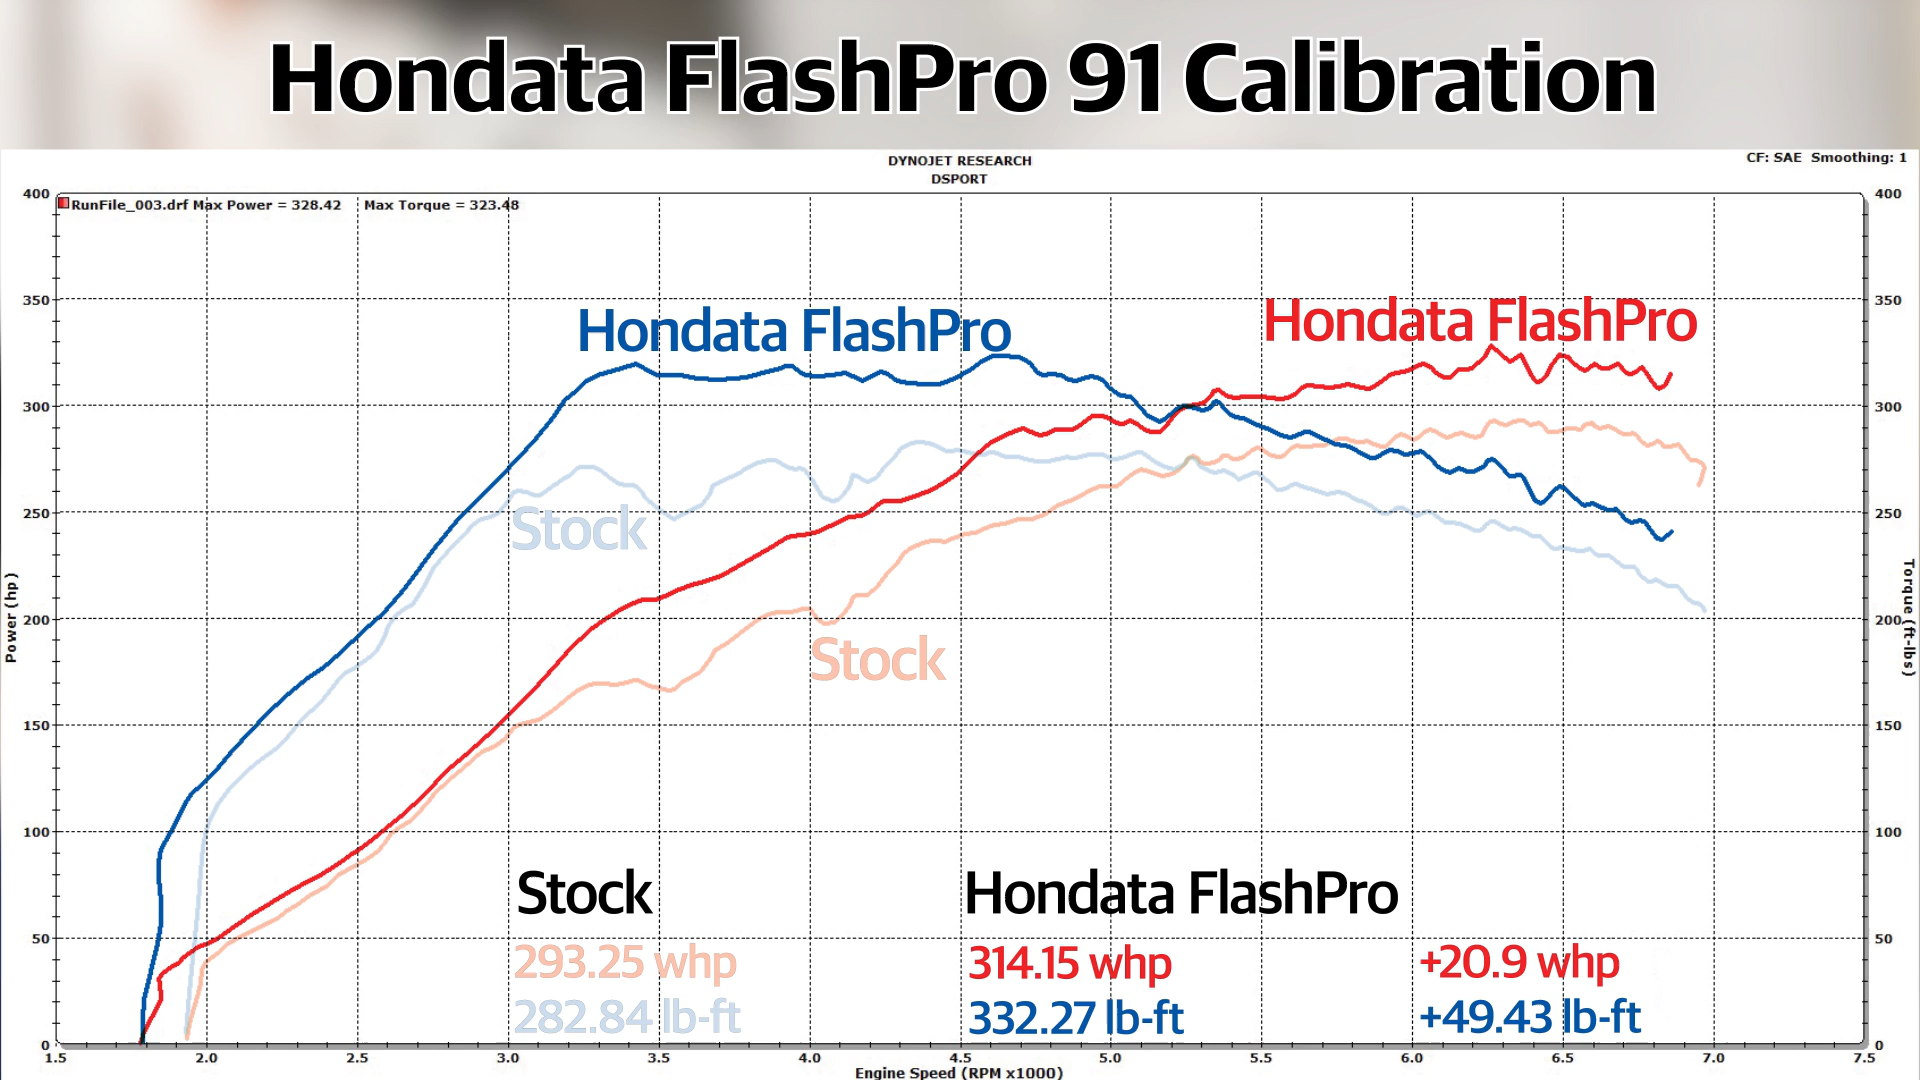 Hondata FlashPro 91 Calibration
DYNOJET RESEARCH
DSPORT
CF: SAE Smoothing: 1
RunFile_003.drf Max Power = 328.42 Max Torque = 323.48
400
350
300
250
200
150
100
50
0
Power (hp)
400
350
300
250
200
150
100
50
0
Torque (ft-lbs)
Hondata FlashPro
Hondata FlashPro
Stock
Stock
Stock Hondata FlashPro
293.25 whp 314.15 whp +20.9 whp
282.84 lb-ft 332.27 lb-ft +49.43 lb-ft
1.5 2.0 2.5 3.0 3.5 4.0 4.5 5.0 5.5 6.0 6.5 7.0 7.5
Engine Speed (RPM x1000)